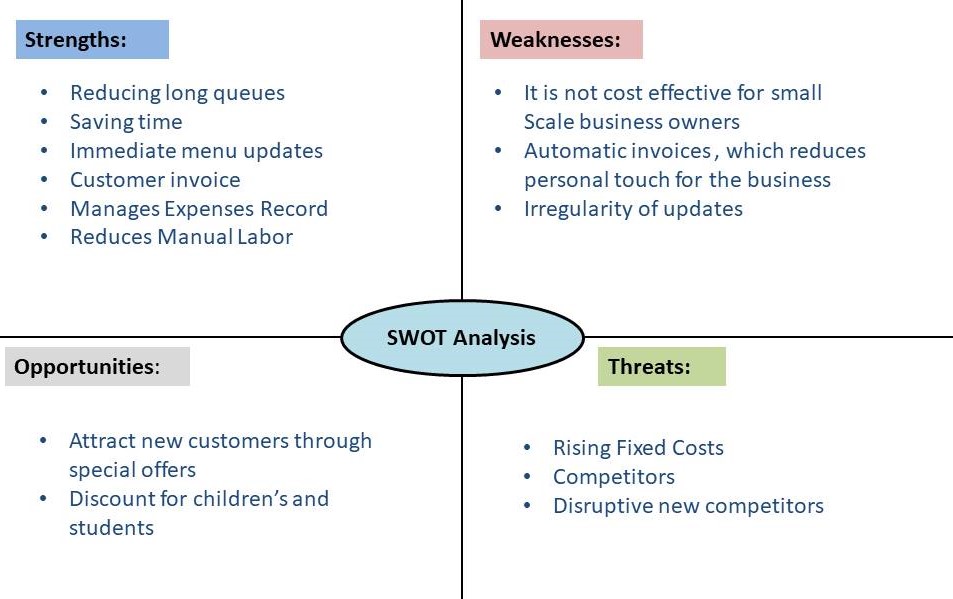 Strengths:
• Reducing long queues
• Saving time
• Immediate menu updates
• Customer invoice
• Manages Expenses Record
• Reduces Manual Labor
Weaknesses:
• It is not cost effective for small
Scale business owners
• Automatic invoices, which reduces
personal touch for the business
• Irregularity of updates
SWOT Analysis
Opportunities:
• Attract new customers through
special offers
• Discount for children’s and
students
Threats:
• Rising Fixed Costs
• Competitors
• Disruptive new competitors